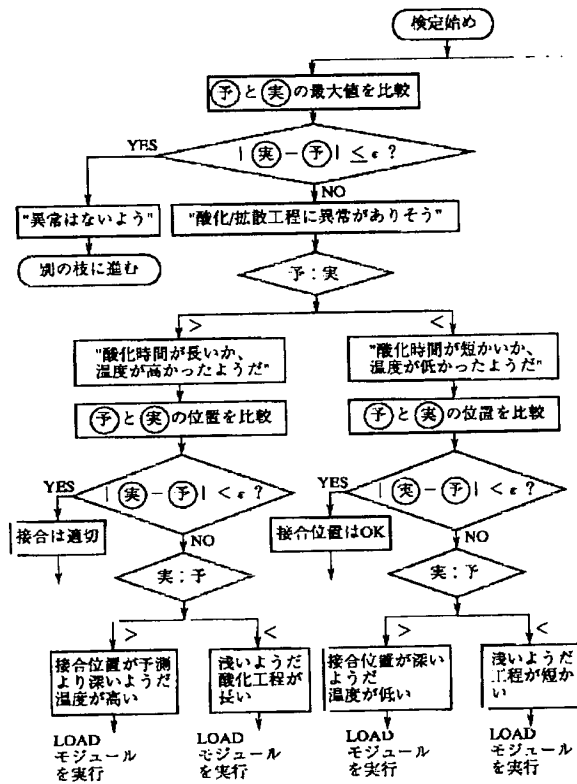 検定始め
予と実の最大値を比較
|実-予|≤ε?
YES
NO
"異常はないよう"
"酸化/拡散工程に異常がありそう"
別の枝に進む
予:実
>
<
"酸化時間が長いか、
温度が高かったようだ"
"酸化時間が短かいか、
温度が低かったようだ"
予と実の位置を比較
予と実の位置を比較
|実-予|<ε?
YES
NO
|実-予|<ε?
YES
NO
接合は適切
接合位置はOK
実:予
実:予
>
<
>
<
接合位置が予測
より深いようだ
温度が高い
浅いようだ
酸化工程が
長い
接合位置が深い
ようだ
温度が低い
浅いようだ
工程が短か
い
LOAD
モジュール
を実行
LOAD
モジュール
を実行
LOAD
モジュール
を実行
LOAD
モジュール
を実行